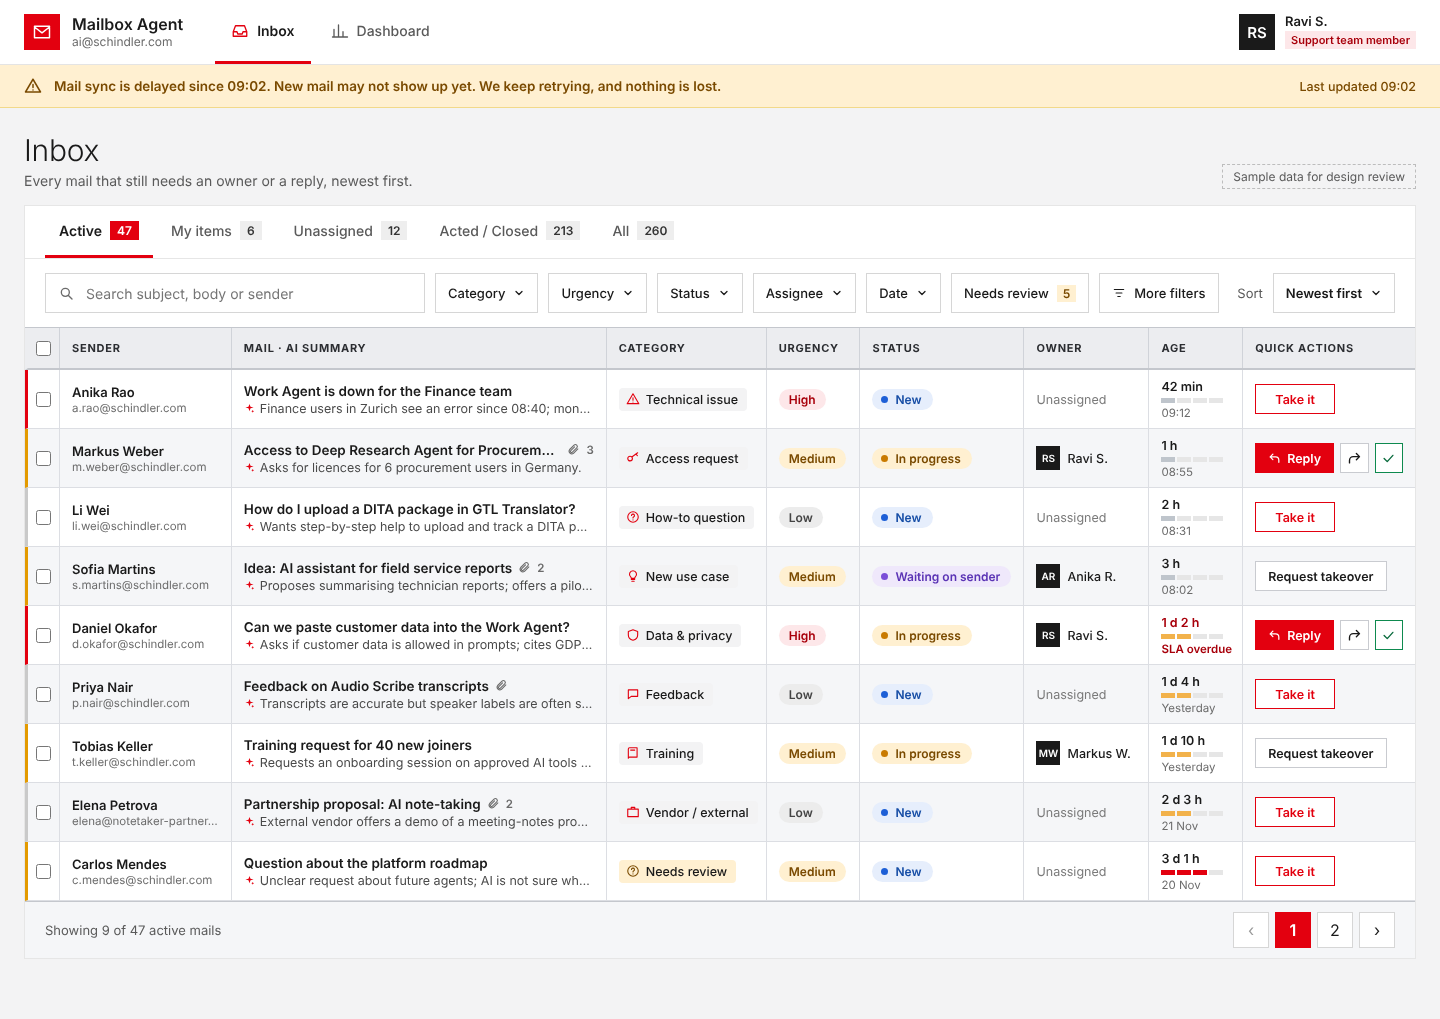 Mailbox Agent
ai@schindler.com
Inbox
Dashboard
RS
Ravi S.
Support team member
Mail sync is delayed since 09:02. New mail may not show up yet. We keep retrying, and nothing is lost.
Last updated 09:02
Inbox
Every mail that still needs an owner or a reply, newest first.
Sample data for design review
Active 47
My items 6
Unassigned 12
Acted / Closed 213
All 260
Search subject, body or sender
Category
Urgency
Status
Assignee
Date
Needs review 5
More filters
Sort
Newest first
SENDER
MAIL · AI SUMMARY
CATEGORY
URGENCY
STATUS
OWNER
AGE
QUICK ACTIONS
Anika Rao
a.rao@schindler.com
Work Agent is down for the Finance team
Finance users in Zurich see an error since 08:40; mon...
Technical issue
High
New
Unassigned
42 min
09:12
Take it
Markus Weber
m.weber@schindler.com
Access to Deep Research Agent for Procurem... 3
Asks for licences for 6 procurement users in Germany.
Access request
Medium
In progress
RS
Ravi S.
1 h
08:55
Reply
Li Wei
li.wei@schindler.com
How do I upload a DITA package in GTL Translator?
Wants step-by-step help to upload and track a DITA p...
How-to question
Low
New
Unassigned
2 h
08:31
Take it
Sofia Martins
s.martins@schindler.com
Idea: AI assistant for field service reports 2
Proposes summarising technician reports; offers a pilo...
New use case
Medium
Waiting on sender
AR
Anika R.
3 h
08:02
Request takeover
Daniel Okafor
d.okafor@schindler.com
Can we paste customer data into the Work Agent?
Asks if customer data is allowed in prompts; cites GDP...
Data & privacy
High
In progress
RS
Ravi S.
1 d 2 h
SLA overdue
Reply
Priya Nair
p.nair@schindler.com
Feedback on Audio Scribe transcripts
Transcripts are accurate but speaker labels are often s...
Feedback
Low
New
Unassigned
1 d 4 h
Yesterday
Take it
Tobias Keller
t.keller@schindler.com
Training request for 40 new joiners
Requests an onboarding session on approved AI tools ...
Training
Medium
In progress
MW
Markus W.
1 d 10 h
Yesterday
Request takeover
Elena Petrova
elena@notetaker-partner...
Partnership proposal: AI note-taking 2
External vendor offers a demo of a meeting-notes pro...
Vendor / external
Low
New
Unassigned
2 d 3 h
21 Nov
Take it
Carlos Mendes
c.mendes@schindler.com
Question about the platform roadmap
Unclear request about future agents; AI is not sure wh...
Needs review
Medium
New
Unassigned
3 d 1 h
20 Nov
Take it
Showing 9 of 47 active mails
‹ 1 2 ›